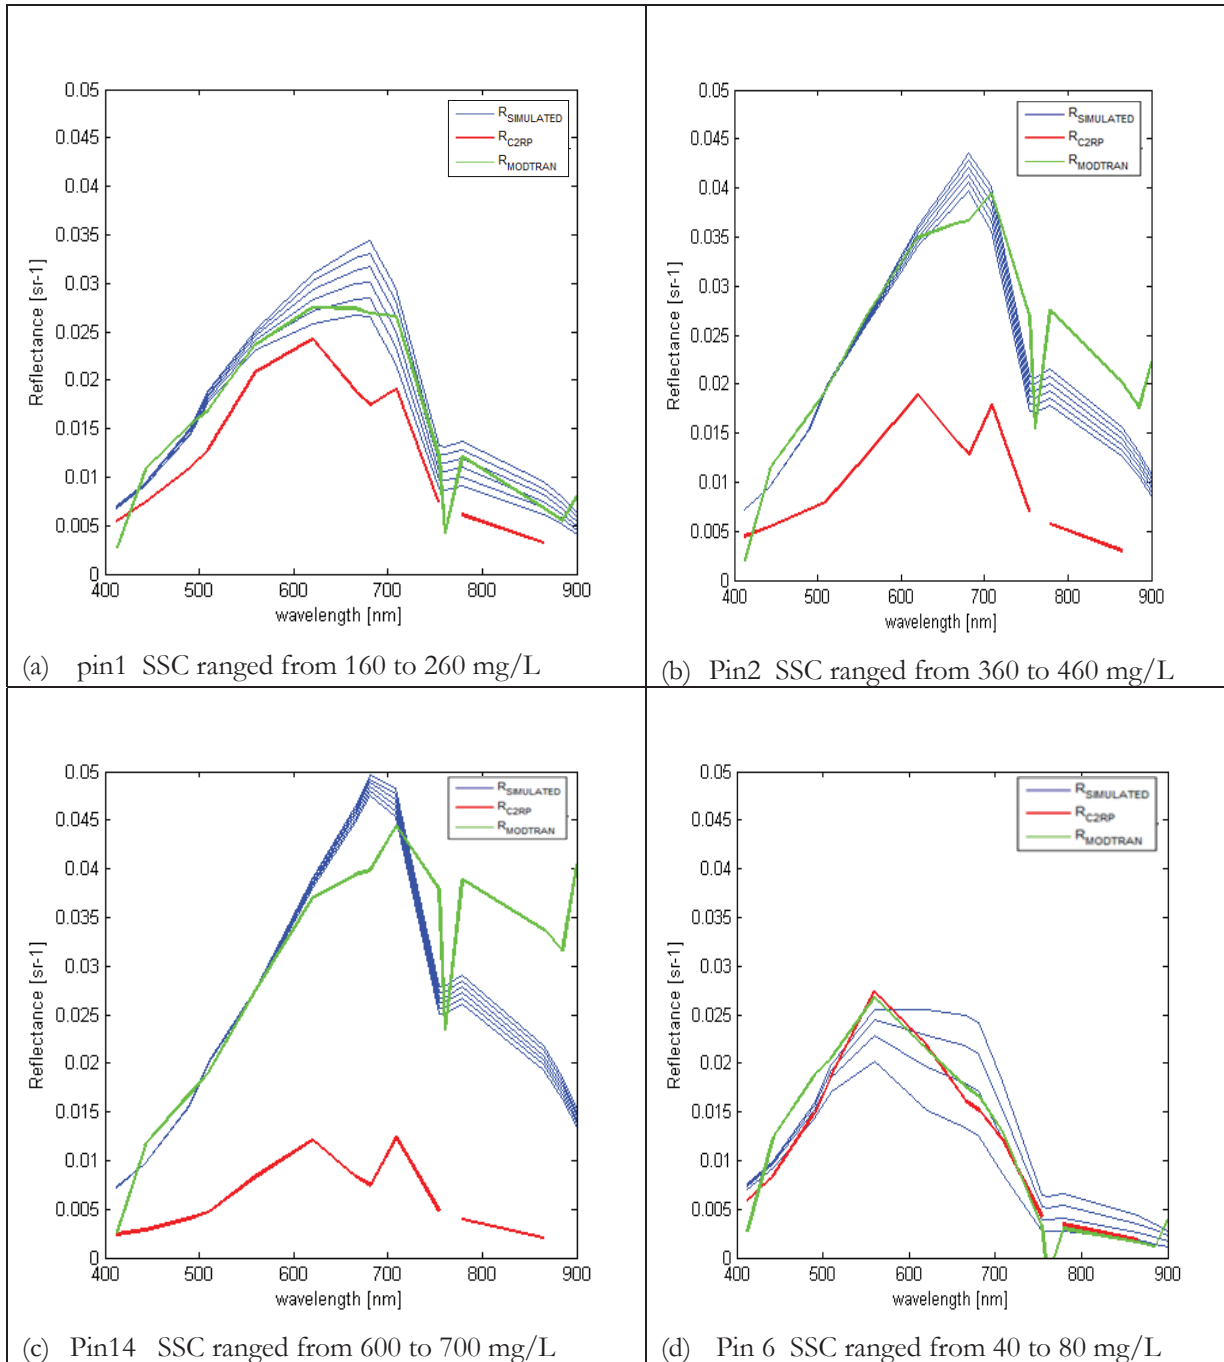 0.05
0.045
0.04
0.035
0.03
0.025
0.02
0.015
0.01
0.005
0
400 500 600 700 800 900
Reflectance [sr-1]
wavelength [nm]
RSIMULATED
RC2RP
RMODTRAN
(a) pin1 SSC ranged from 160 to 260 mg/L
0.05
0.045
0.04
0.035
0.03
0.025
0.02
0.015
0.01
0.005
0
400 500 600 700 800 900
Reflectance [sr-1]
wavelength [nm]
RSIMULATED
RC2RP
RMODTRAN
(b) Pin2 SSC ranged from 360 to 460 mg/L
0.05
0.045
0.04
0.035
0.03
0.025
0.02
0.015
0.01
0.005
0
400 500 600 700 800 900
Reflectance [sr-1]
wavelength [nm]
RSIMULATED
RC2RP
RMODTRAN
(c) Pin14 SSC ranged from 600 to 700 mg/L
0.05
0.045
0.04
0.035
0.03
0.025
0.02
0.015
0.01
0.005
0
400 500 600 700 800 900
Reflectance [sr-1]
wavelength [nm]
RSIMULATED
RC2RP
RMODTRAN
(d) Pin 6 SSC ranged from 40 to 80 mg/L